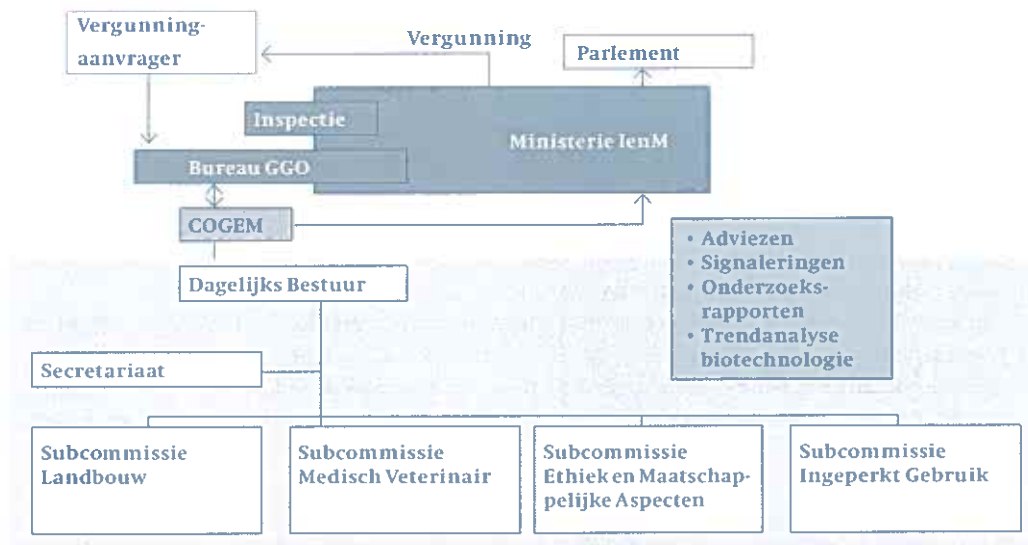 Vergunning-
aanvrager
Vergunning
Parlement
Inspectie
Ministerie IenM
Bureau GGO
COGEM
• Adviezen
• Signaleringen
• Onderzoeks-
rapporten
• Trendanalyse
biotechnologie
Dagelijks Bestuur
Secretariaat
Subcommissie
Landbouw
Subcommissie
Medisch Veterinair
Subcommissie
Ethiek en Maatschap-
pelijke Aspecten
Subcommissie
Ingeperkt Gebruik